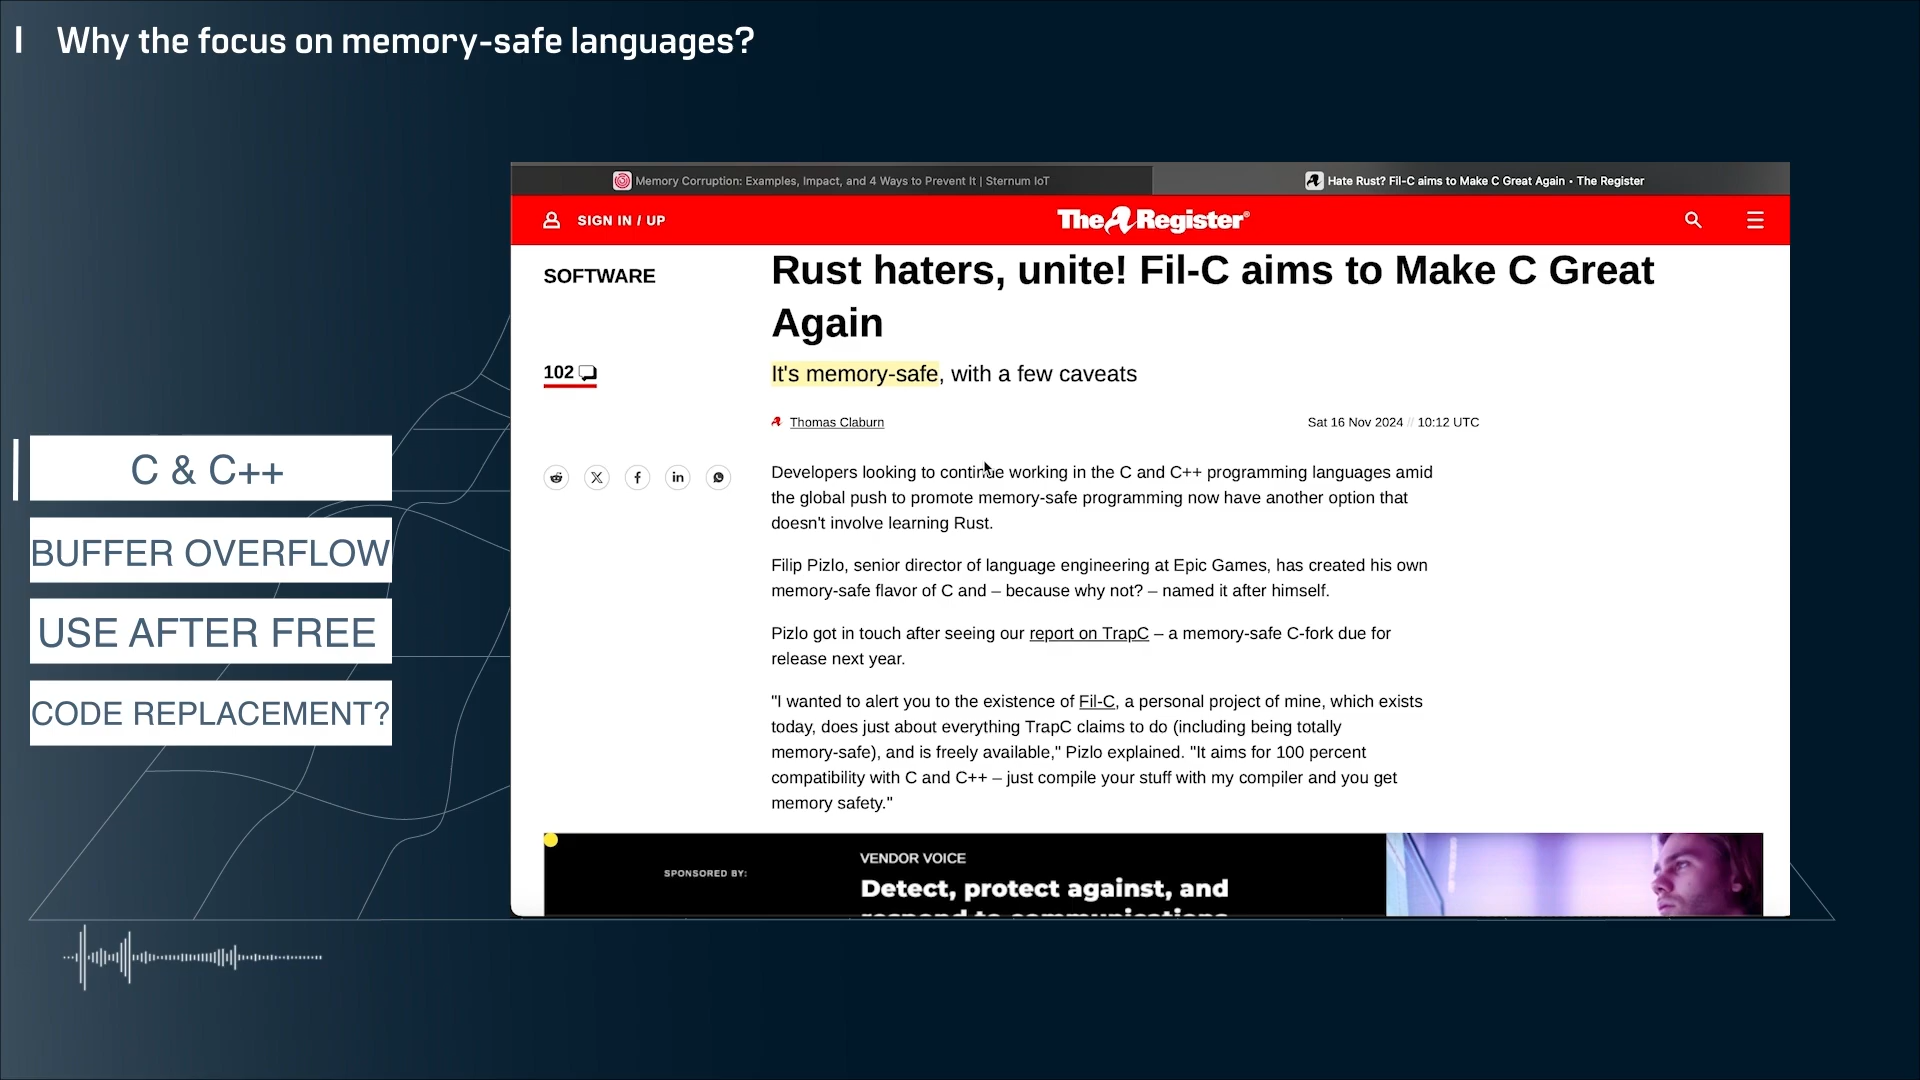 Why the focus on memory-safe languages?
C & C++
BUFFER OVERFLOW
USE AFTER FREE
CODE REPLACEMENT?
Memory Corruption: Examples, Impact, and 4 Ways to Prevent It | Sternum IoT
Hate Rust? Fil-C aims to Make C Great Again • The Register
SIGN IN / UP
The Register®
SOFTWARE
Rust haters, unite! Fil-C aims to Make C Great
Again
102
It's memory-safe, with a few caveats
Thomas Claburn
Sat 16 Nov 2024 // 10:12 UTC
Developers looking to continue working in the C and C++ programming languages amid
the global push to promote memory-safe programming now have another option that
doesn't involve learning Rust.
Filip Pizlo, senior director of language engineering at Epic Games, has created his own
memory-safe flavor of C and – because why not? – named it after himself.
Pizlo got in touch after seeing our report on TrapC – a memory-safe C-fork due for
release next year.
"I wanted to alert you to the existence of Fil-C, a personal project of mine, which exists
today, does just about everything TrapC claims to do (including being totally
memory-safe), and is freely available," Pizlo explained. "It aims for 100 percent
compatibility with C and C++ – just compile your stuff with my compiler and you get
memory safety."
SPONSORED BY:
VENDOR VOICE
Detect, protect against, and
respond to communications